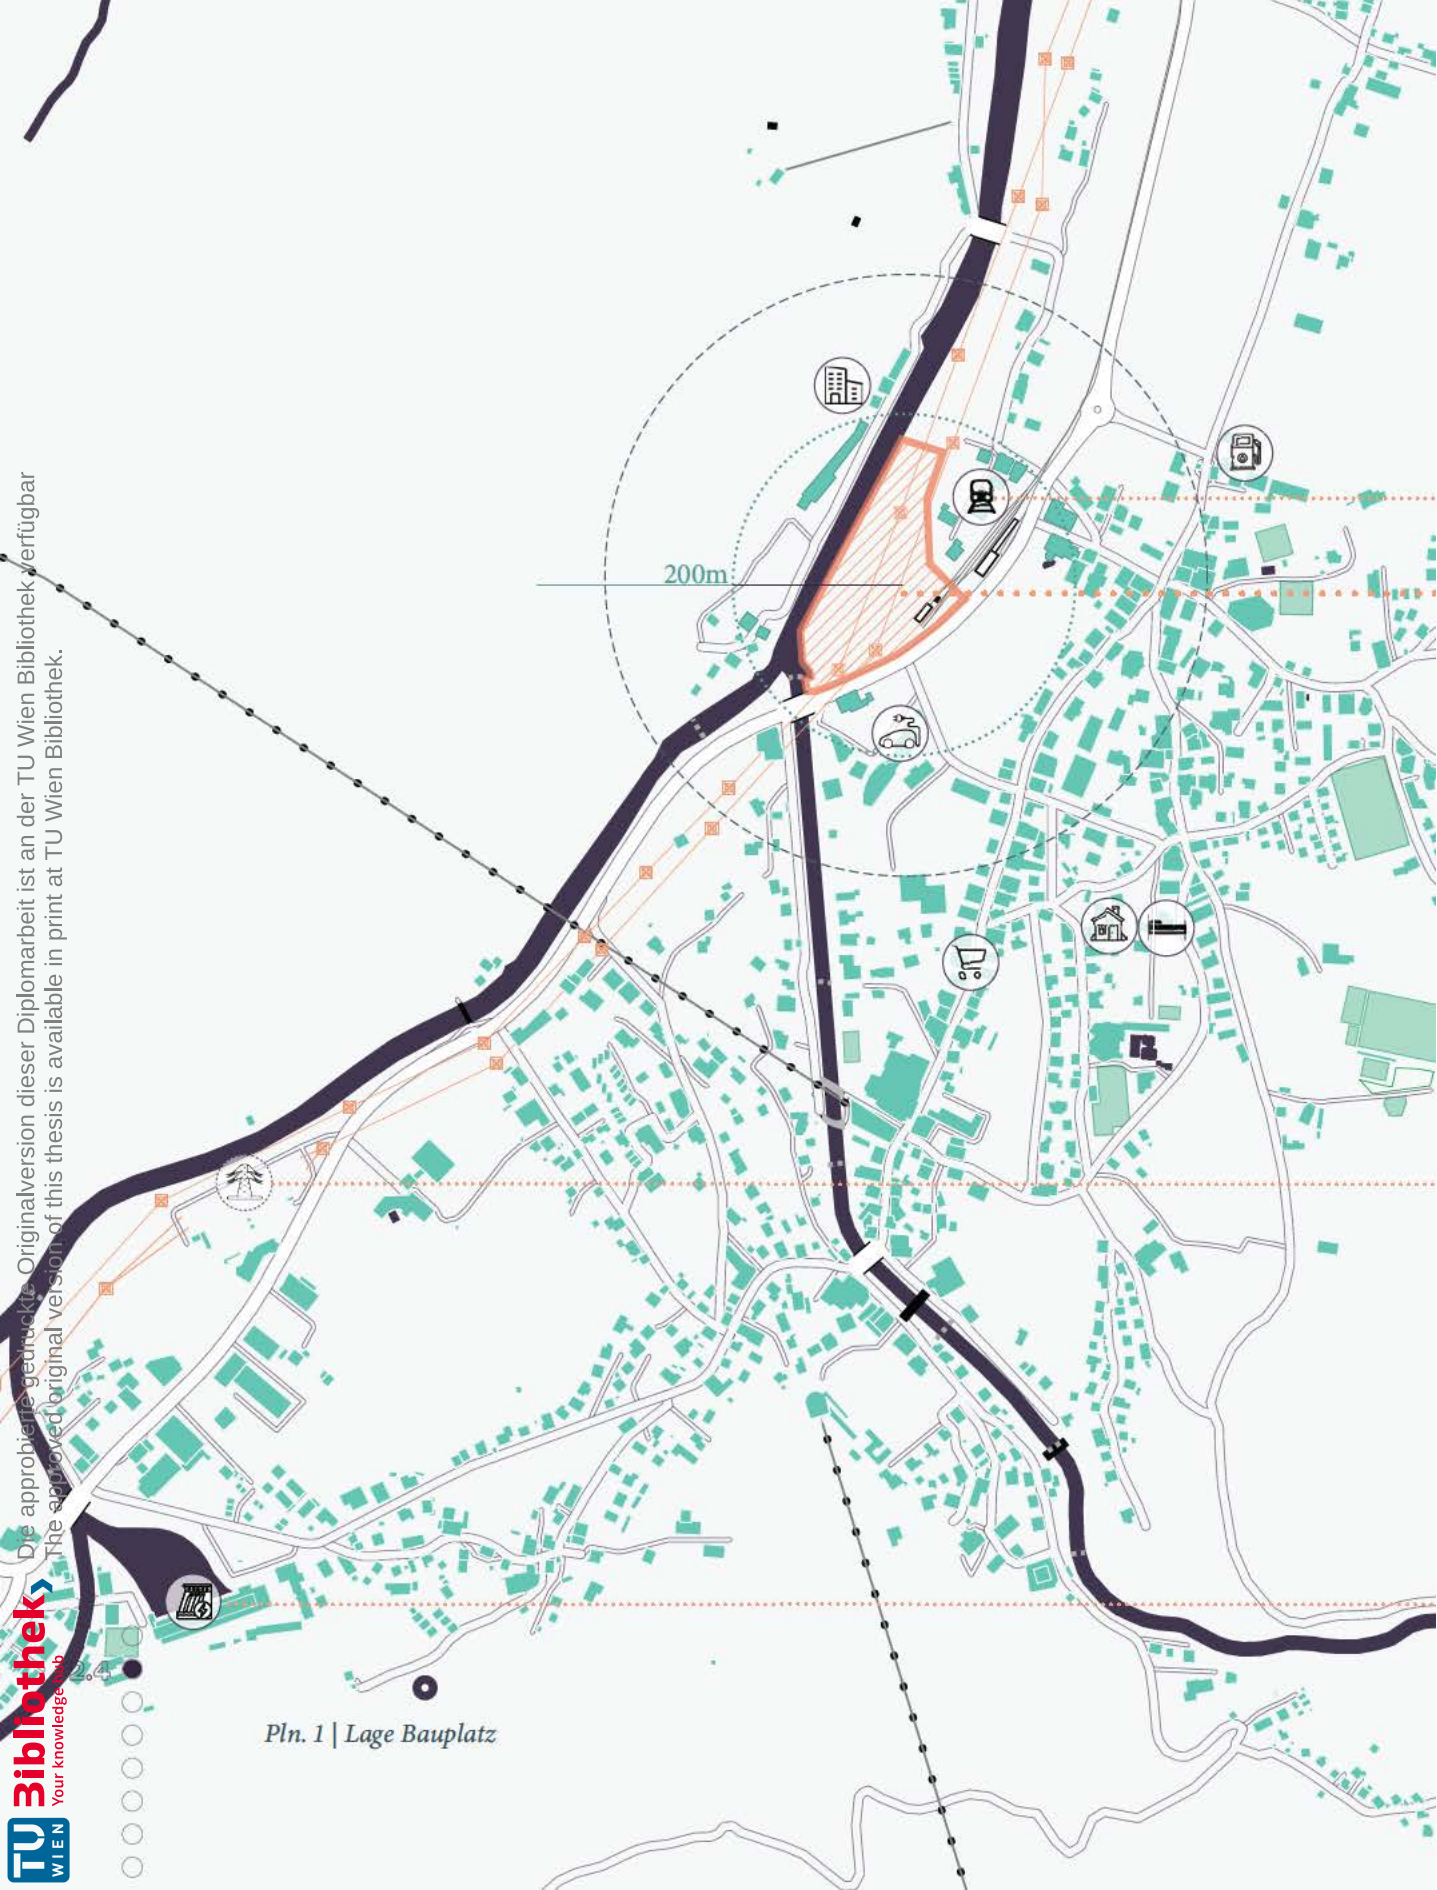 200m
Pln. 1 | Lage Bauplatz
2.4
Die approbierte gedruckte Originalversion dieser Diplomarbeit ist an der TU Wien Bibliothek verfügbar
The approved original version of this thesis is available in print at TU Wien Bibliothek.
Bibliothek
Your knowledge hub
TU
WIEN